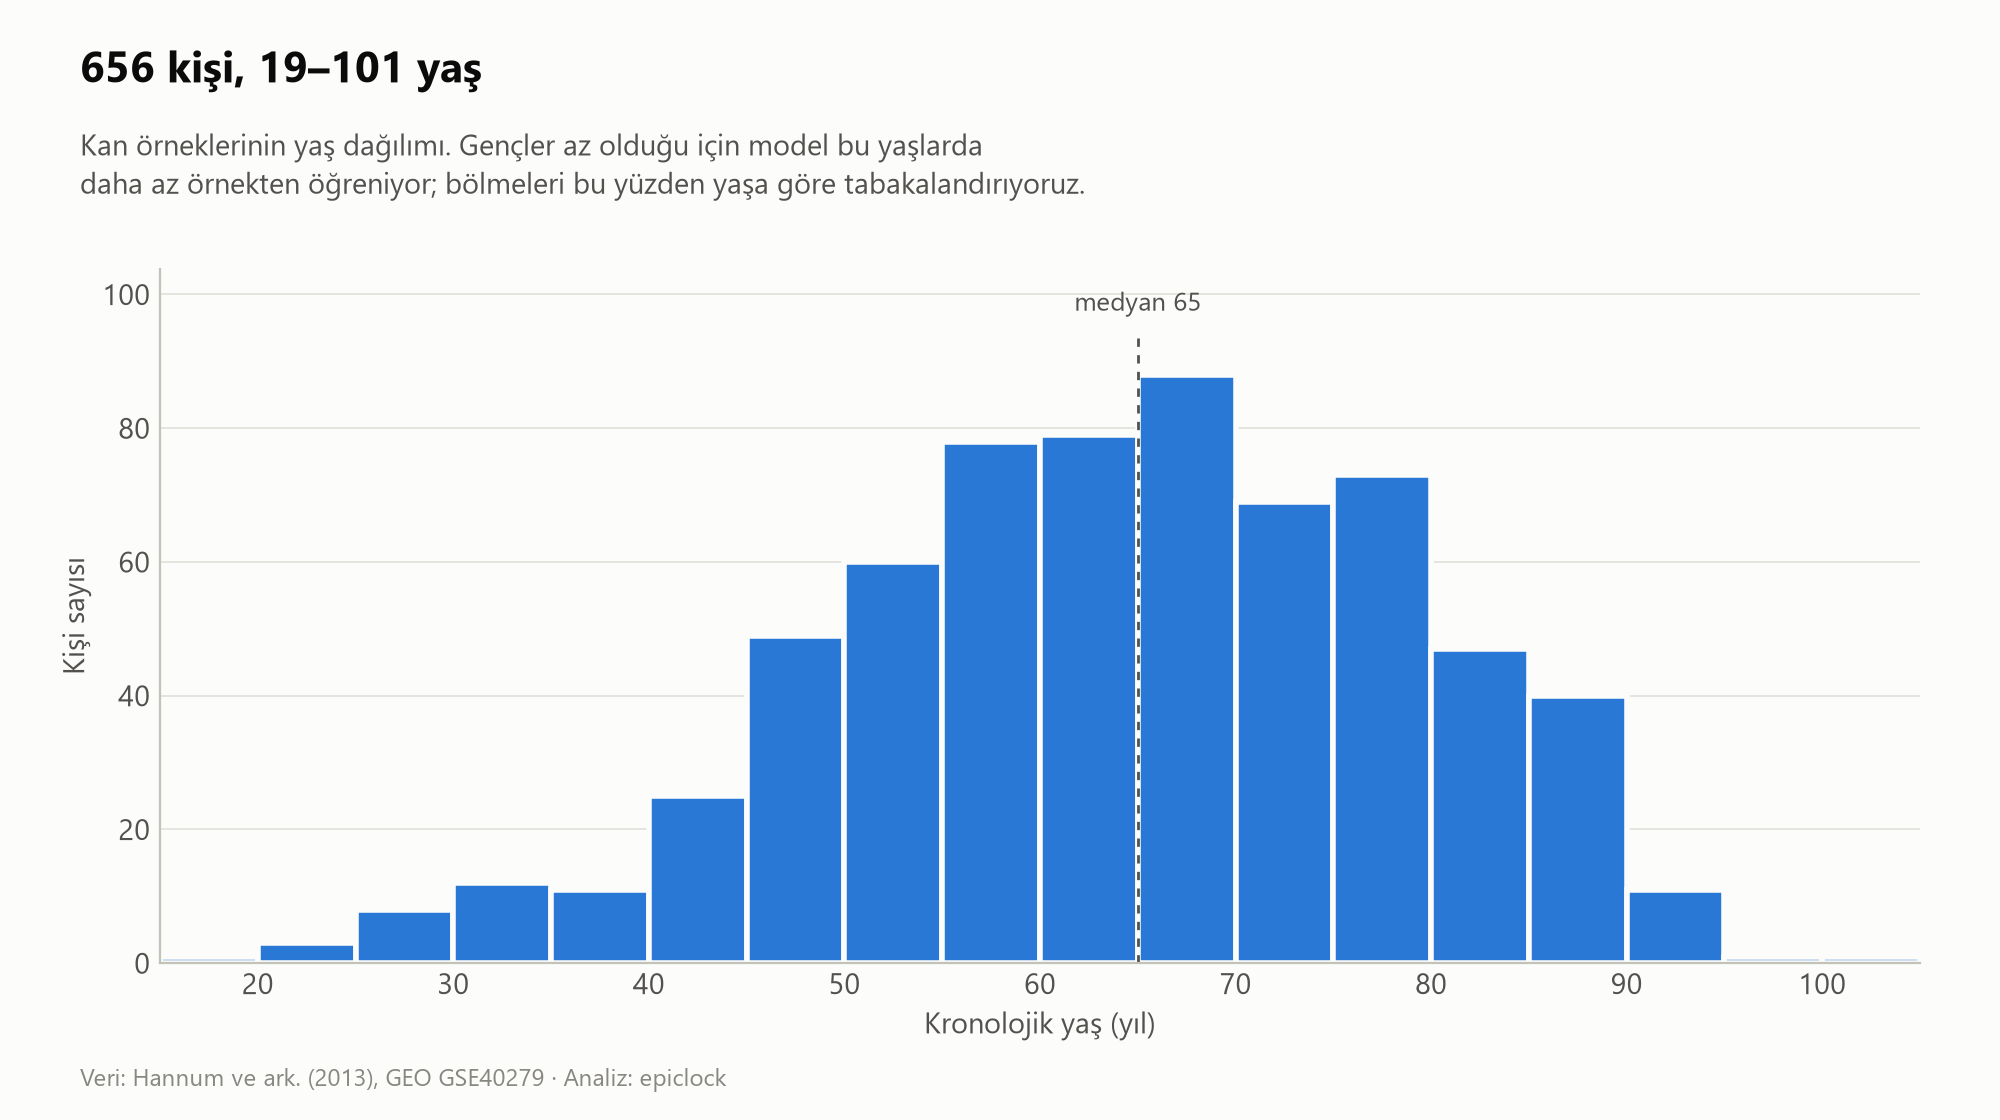 656 kişi, 19–101 yaş
Kan örneklerinin yaş dağılımı. Gençler az olduğu için model bu yaşlarda
daha az örnekten öğreniyor; bölmeleri bu yüzden yaşa göre tabakalandırıyoruz.
100
medyan 65
80
60
40
20
0
Kişi sayısı
20 30 40 50 60 70 80 90 100
Kronolojik yaş (yıl)
Veri: Hannum ve ark. (2013), GEO GSE40279 · Analiz: epiclock